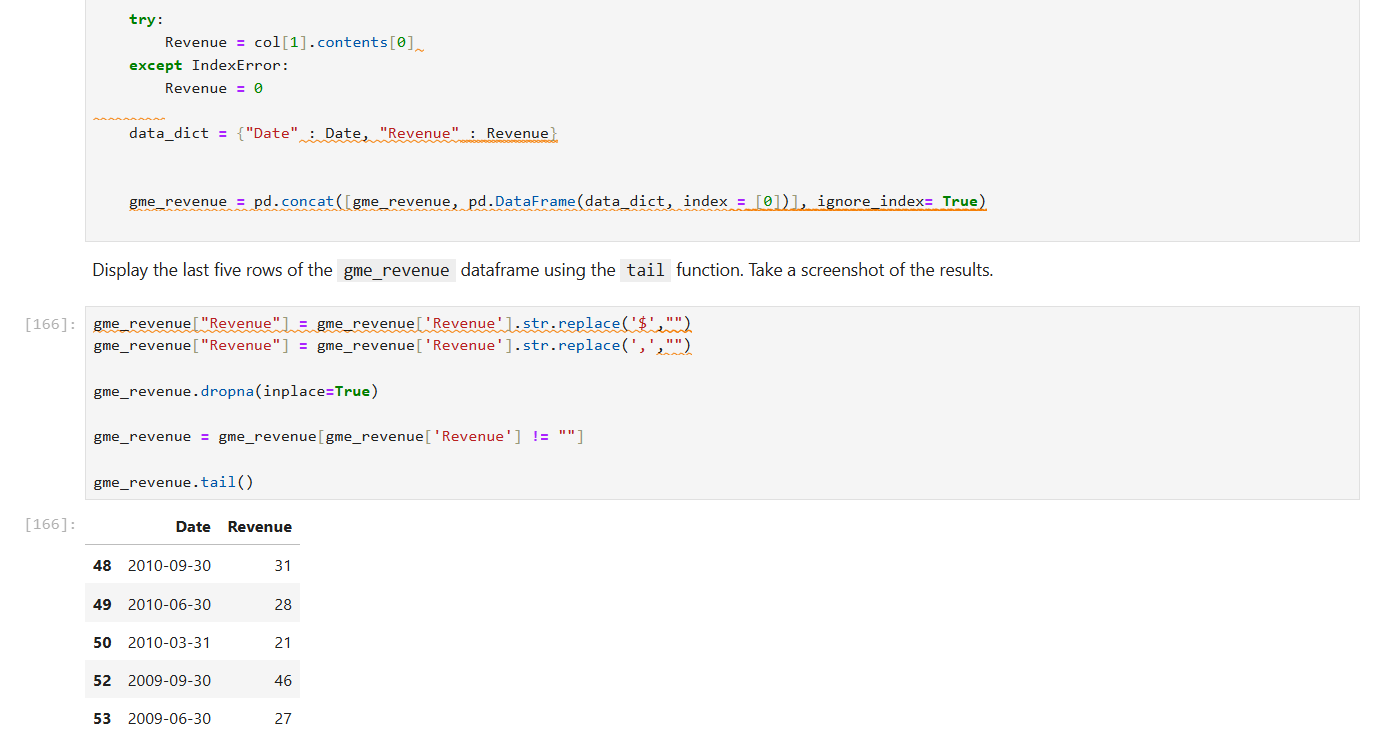 try:
Revenue = col[1].contents[0]
except IndexError:
Revenue = 0
data_dict = {"Date" : Date, "Revenue" : Revenue}
gme_revenue = pd.concat([gme_revenue, pd.DataFrame(data_dict, index = [0])], ignore_index= True)
Display the last five rows of the gme_revenue dataframe using the tail function. Take a screenshot of the results.
[166]: gme_revenue["Revenue"] = gme_revenue['Revenue'].str.replace('$',"")
gme_revenue["Revenue"] = gme_revenue['Revenue'].str.replace(',',"")
gme_revenue.dropna(inplace=True)
gme_revenue = gme_revenue[gme_revenue['Revenue'] != ""]
gme_revenue.tail()
[166]: Date Revenue
48 2010-09-30 31
49 2010-06-30 28
50 2010-03-31 21
52 2009-09-30 46
53 2009-06-30 27